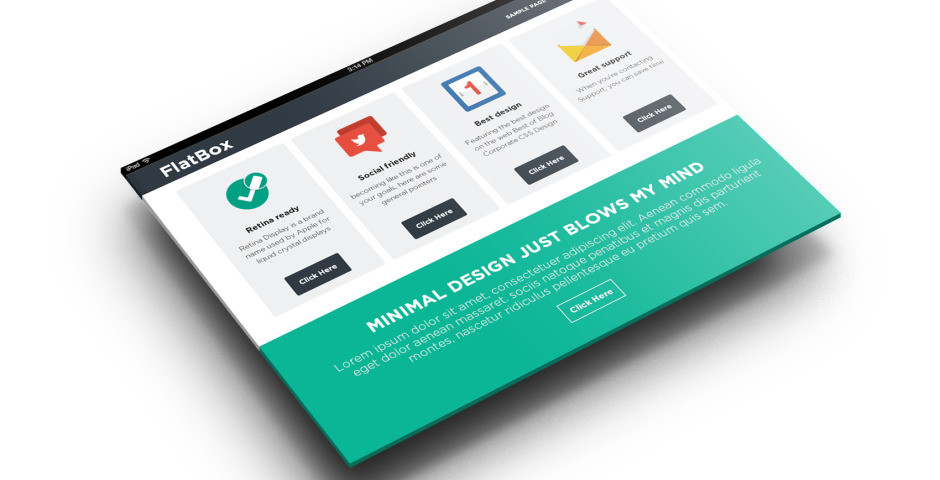 iPad
9:14 PM
FlatBox
SAMPLE PAGE
Retina ready
Retina Display is a brand
name used by Apple for
liquid crystal displays
Click Here
Social friendly
becoming like this is one of
your goals, here are some
general pointers
Click Here
1
Best design
Featuring the best design
on the web Best of Blog
Corporate CSS Design
Click Here
Great support
When you're contacting
Support, you can save time
Click Here
MINIMAL DESIGN JUST BLOWS MY MIND
Lorem ipsum dolor sit amet, consectetuer adipiscing elit. Aenean commodo ligula
eget dolor aenean massaret. sociis natoque penatibus et magnis dis parturient
montes, nascetur ridiculus pellentesque eu pretium quis sem.
Click Here